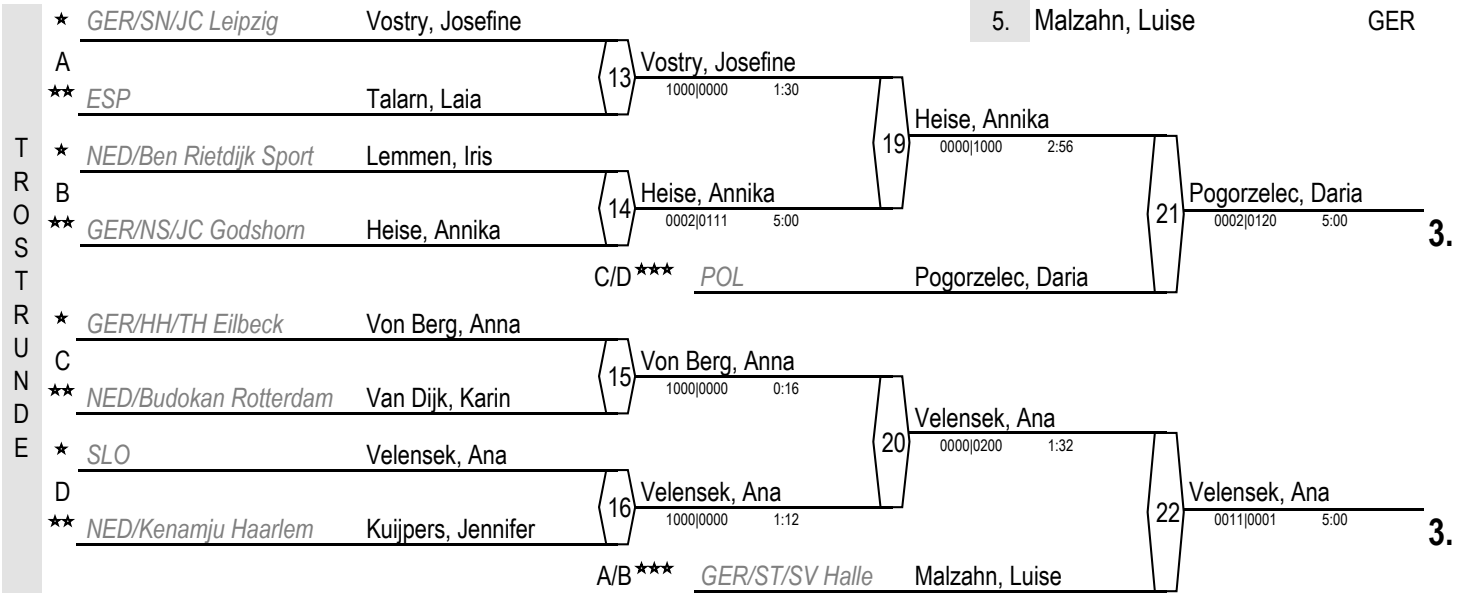 TROSTRUNDE
5. Malzahn, Luise GER
★ GER/SN/JC Leipzig Vostry, Josefine
A
13 Vostry, Josefine
1000|0000 1:30
★★ ESP Talarn, Laia
19 Heise, Annika
0000|1000 2:56
★ NED/Ben Rietdijk Sport Lemmen, Iris
B
14 Heise, Annika
0002|0111 5:00
★★ GER/NS/JC Godshorn Heise, Annika
21 Pogorzelec, Daria
0002|0120 5:00
3.
C/D ★★★ POL Pogorzelec, Daria
★ GER/HH/TH Eilbeck Von Berg, Anna
C
15 Von Berg, Anna
1000|0000 0:16
★★ NED/Budokan Rotterdam Van Dijk, Karin
20 Velensek, Ana
0000|0200 1:32
★ SLO Velensek, Ana
D
16 Velensek, Ana
1000|0000 1:12
★★ NED/Kenamju Haarlem Kuijpers, Jennifer
22 Velensek, Ana
0011|0001 5:00
3.
A/B ★★★ GER/ST/SV Halle Malzahn, Luise